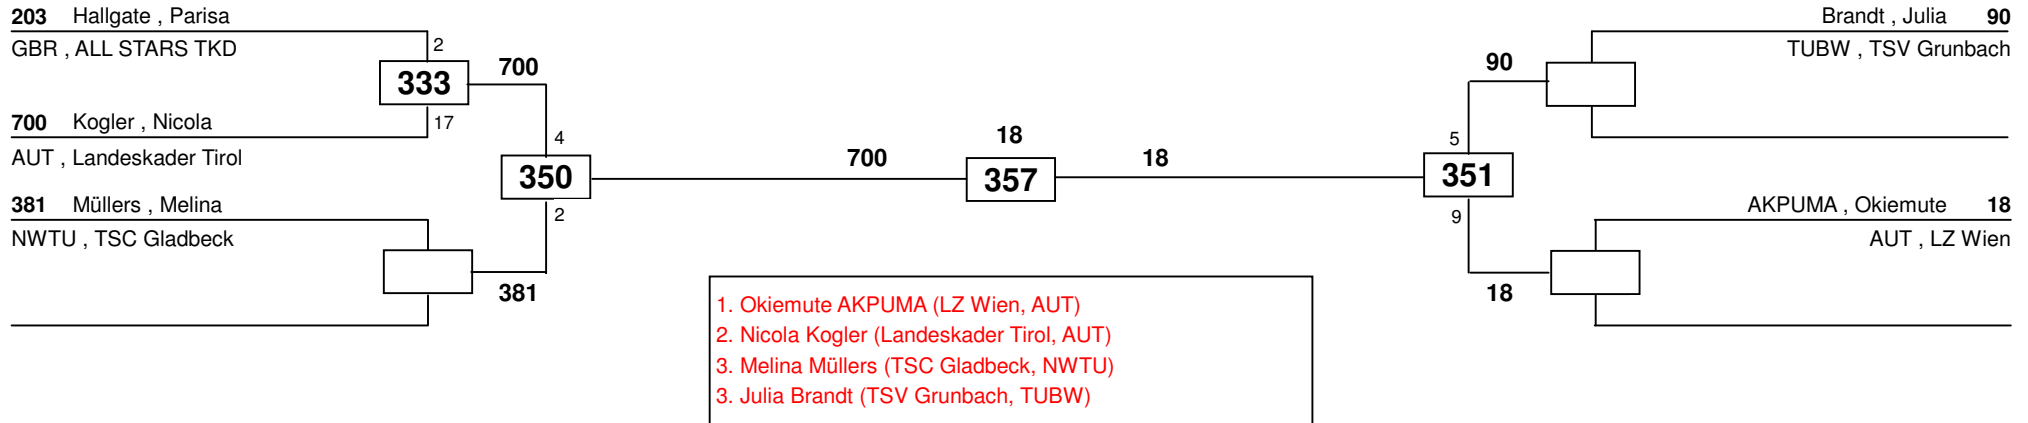 203 Hallgate , Parisa
GBR , ALL STARS TKD
2
333
700
700 Kogler , Nicola
17
AUT , Landeskader Tirol
4
350
2
381 Müllers , Melina
NWTU , TSC Gladbeck
381
700
18
357
18
Brandt , Julia 90
TUBW , TSV Grunbach
90
5
351
9
AKPUMA , Okiemute 18
AUT , LZ Wien
18
1. Okiemute AKPUMA (LZ Wien, AUT)
2. Nicola Kogler (Landeskader Tirol, AUT)
3. Melina Müllers (TSC Gladbeck, NWTU)
3. Julia Brandt (TSV Grunbach, TUBW)